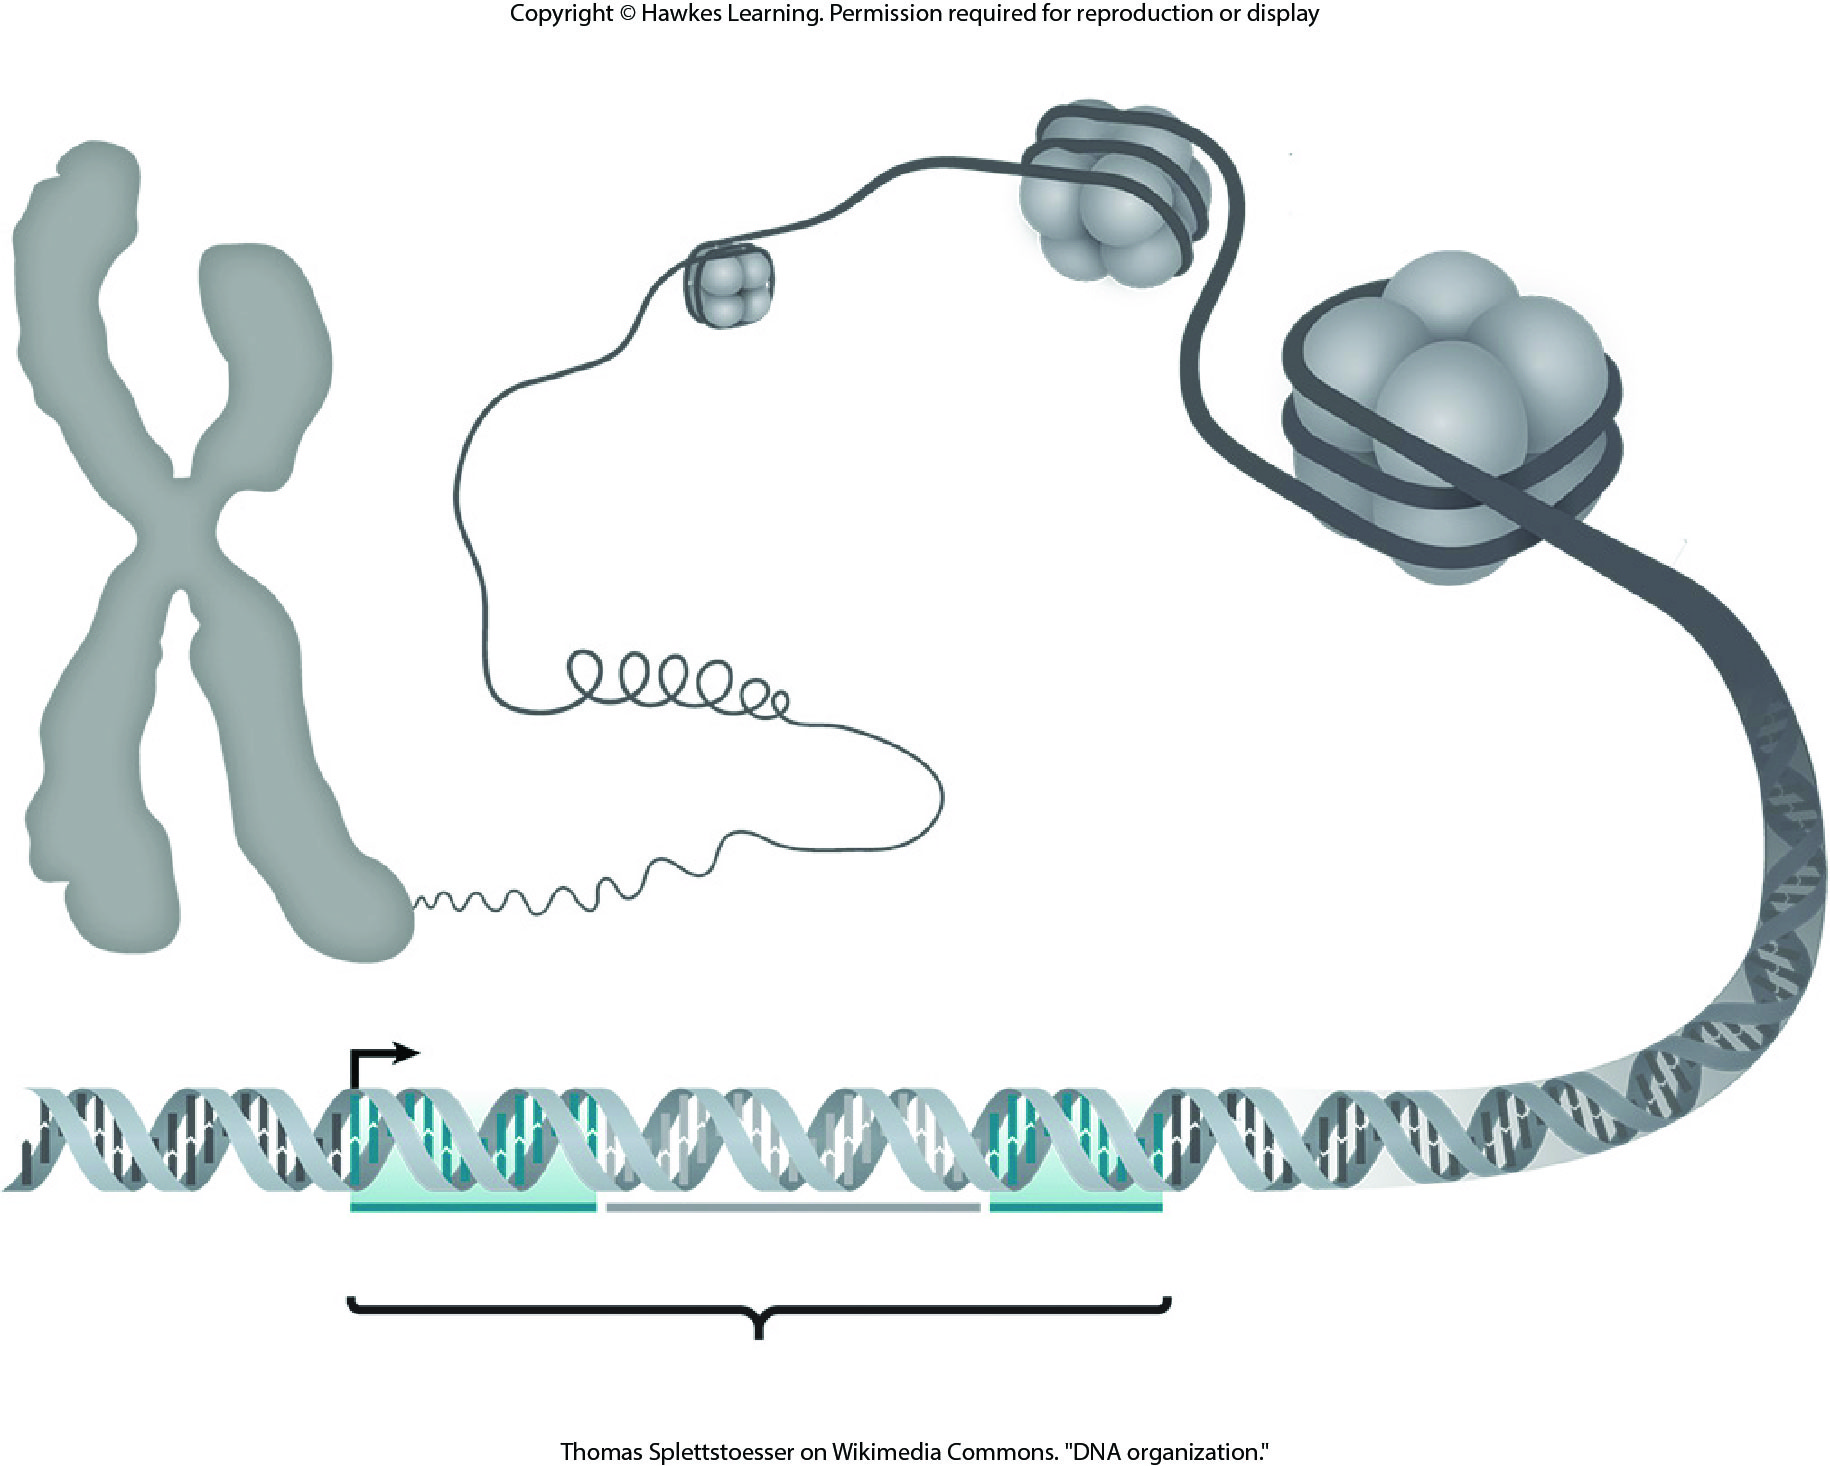 Copyright © Hawkes Learning. Permission required for reproduction or display
Thomas Splettstoesser on Wikimedia Commons. "DNA organization."